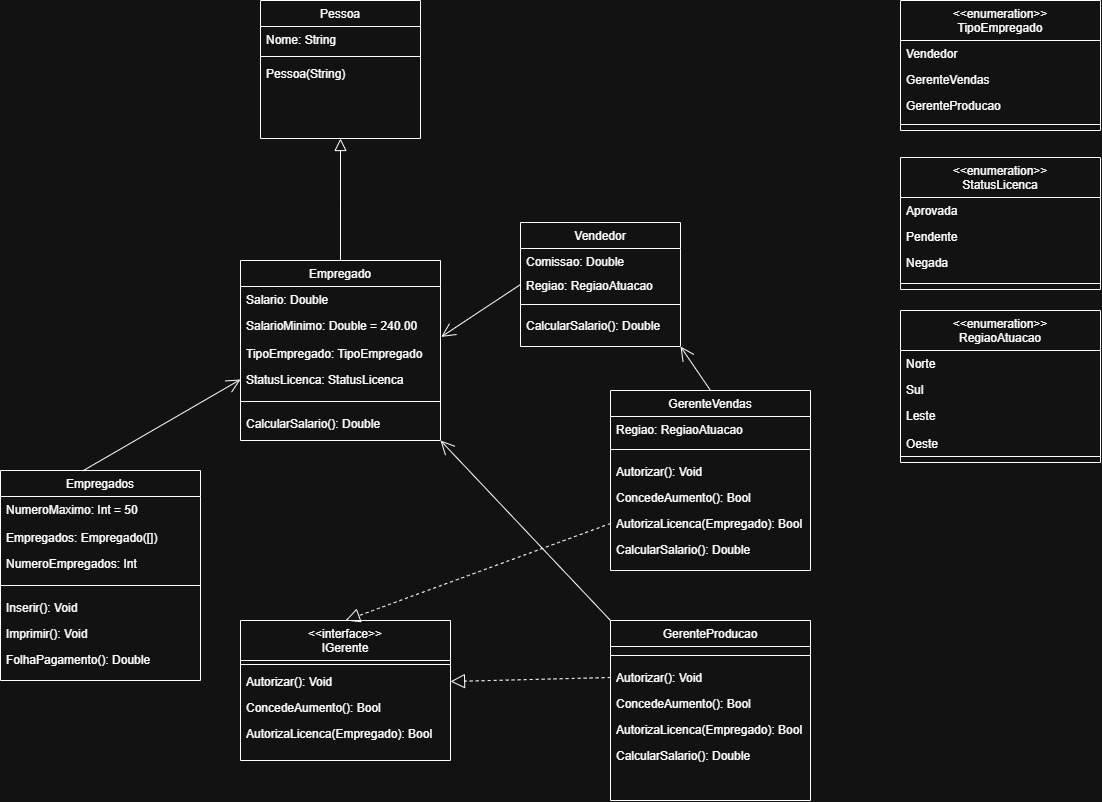 Pessoa
Nome: String
Pessoa(String)
<<enumeration>>
TipoEmpregado
Vendedor
GerenteVendas
GerenteProducao
<<enumeration>>
StatusLicenca
Aprovada
Pendente
Negada
Vendedor
Comissao: Double
Regiao: RegiaoAtuacao
CalcularSalario(): Double
Empregado
Salario: Double
SalarioMinimo: Double = 240.00
TipoEmpregado: TipoEmpregado
StatusLicenca: StatusLicenca
CalcularSalario(): Double
<<enumeration>>
RegiaoAtuacao
Norte
Sul
Leste
Oeste
GerenteVendas
Regiao: RegiaoAtuacao
Autorizar(): Void
ConcedeAumento(): Bool
AutorizaLicenca(Empregado): Bool
CalcularSalario(): Double
Empregados
NumeroMaximo: Int = 50
Empregados: Empregado([])
NumeroEmpregados: Int
Inserir(): Void
Imprimir(): Void
FolhaPagamento(): Double
<<interface>>
IGerente
Autorizar(): Void
ConcedeAumento(): Bool
AutorizaLicenca(Empregado): Bool
GerenteProducao
Autorizar(): Void
ConcedeAumento(): Bool
AutorizaLicenca(Empregado): Bool
CalcularSalario(): Double